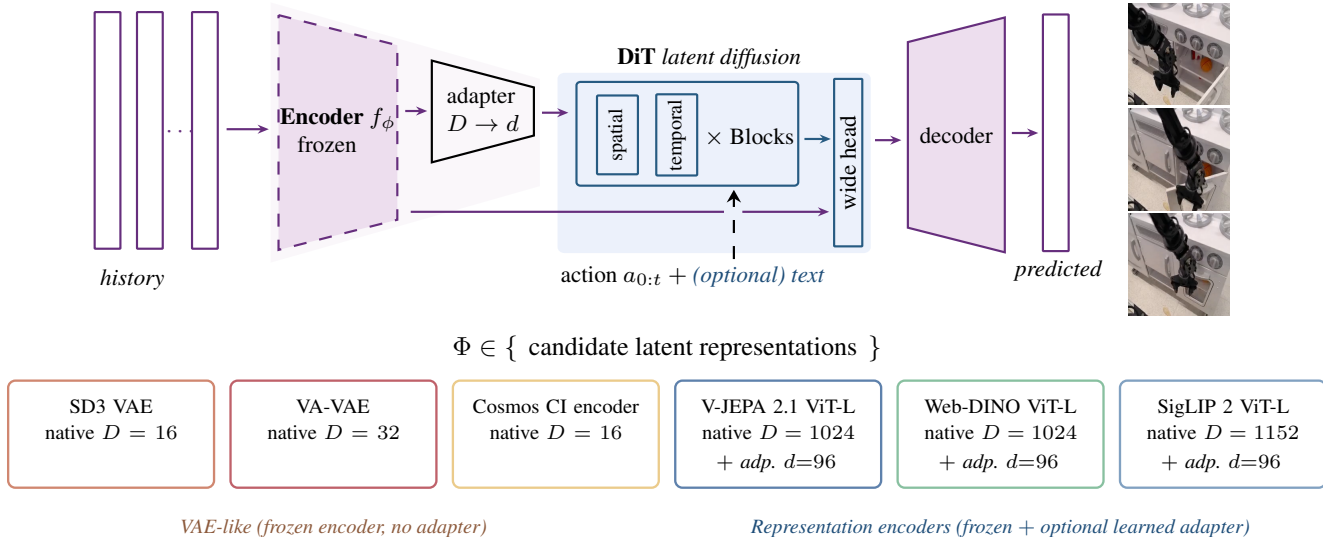 DiT latent diffusion
Encoder fϕ
frozen
adapter
D → d
spatial
temporal
× Blocks
wide head
decoder
. . .
history
action a0:t + (optional) text
predicted
Φ ∈ { candidate latent representations }
SD3 VAE
native D = 16
VA-VAE
native D = 32
Cosmos CI encoder
native D = 16
V-JEPA 2.1 ViT-L
native D = 1024
+ adp. d=96
Web-DINO ViT-L
native D = 1024
+ adp. d=96
SigLIP 2 ViT-L
native D = 1152
+ adp. d=96
VAE-like (frozen encoder, no adapter)
Representation encoders (frozen + optional learned adapter)